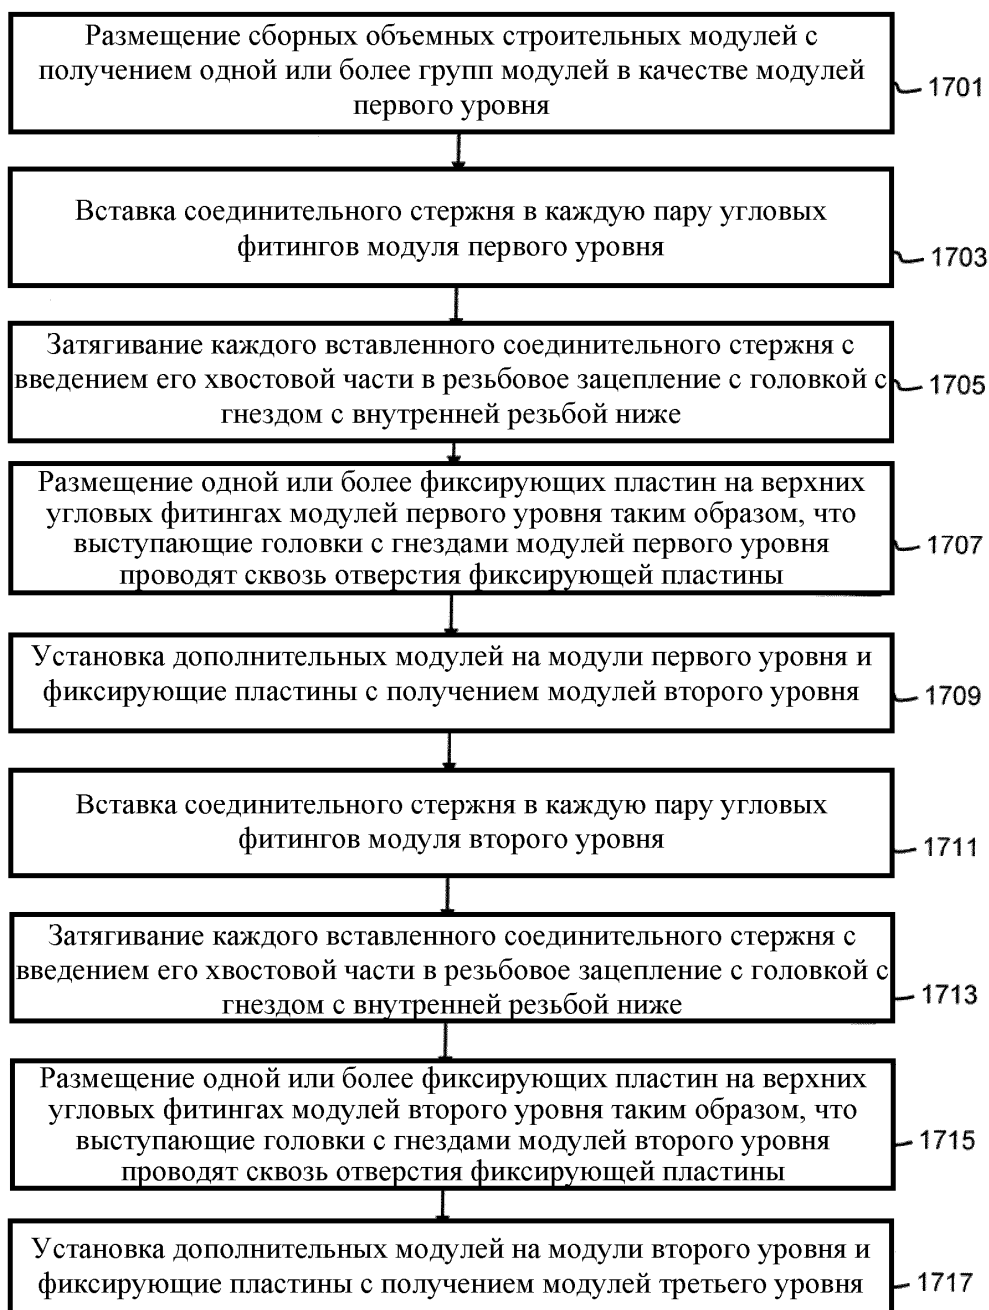 Размещение сборных объемных строительных модулей с
получением одной или более групп модулей в качестве модулей
первого уровня
1701
Вставка соединительного стержня в каждую пару угловых
фитингов модуля первого уровня
1703
Затягивание каждого вставленного соединительного стержня с
введением его хвостовой части в резьбовое зацепление с головкой с
гнездом с внутренней резьбой ниже
1705
Размещение одной или более фиксирующих пластин на верхних
угловых фитингах модулей первого уровня таким образом, что
выступающие головки с гнездами модулей первого уровня
проводят сквозь отверстия фиксирующей пластины
1707
Установка дополнительных модулей на модули первого уровня и
фиксирующие пластины с получением модулей второго уровня
1709
Вставка соединительного стержня в каждую пару угловых
фитингов модуля второго уровня
1711
Затягивание каждого вставленного соединительного стержня с
введением его хвостовой части в резьбовое зацепление с головкой с
гнездом с внутренней резьбой ниже
1713
Размещение одной или более фиксирующих пластин на верхних
угловых фитингах модулей второго уровня таким образом, что
выступающие головки с гнездами модулей второго уровня
проводят сквозь отверстия фиксирующей пластины
1715
Установка дополнительных модулей на модули второго уровня и
фиксирующие пластины с получением модулей третьего уровня
1717